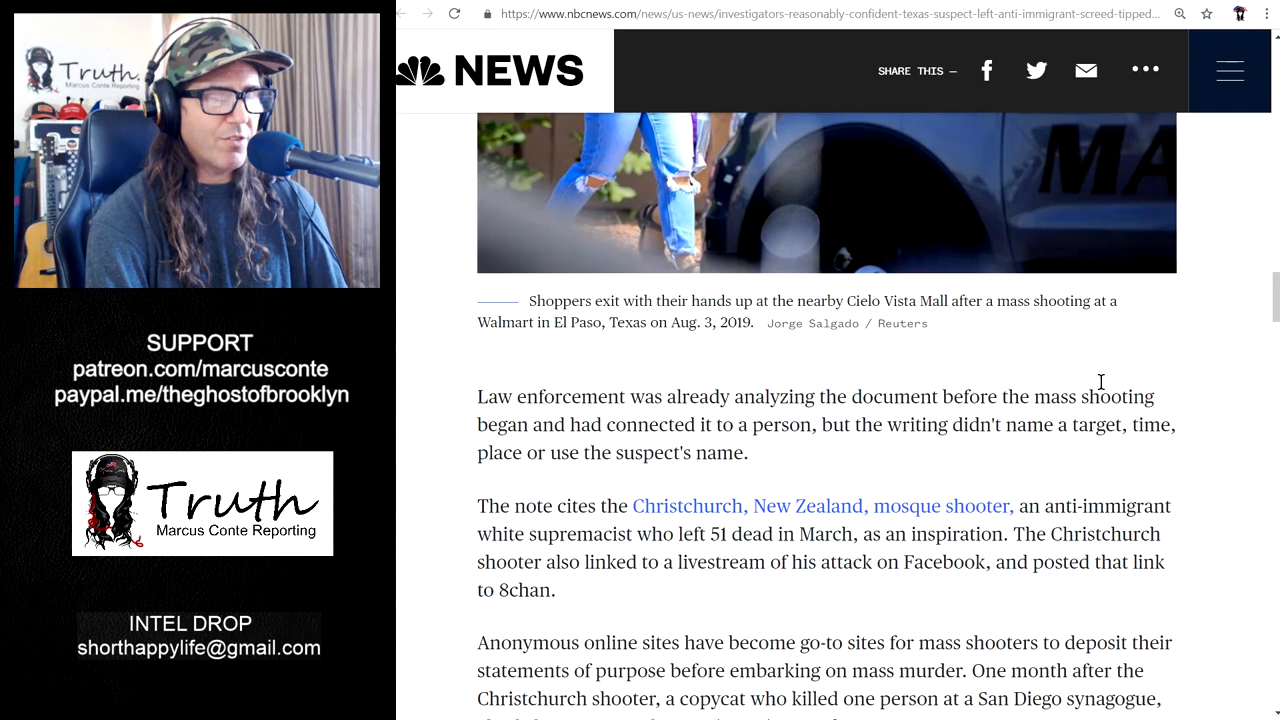 Truth.
Marcus Conte Reporting
SUPPORT
patreon.com/marcusconte
paypal.me/theghostofbrooklyn
Truth
Marcus Conte Reporting
INTEL DROP
shorthappylife@gmail.com
https://www.nbcnews.com/news/us-news/investigators-reasonably-confident-texas-suspect-left-anti-immigrant-screed-tipped...
NEWS
SHARE THIS —
MA
Shoppers exit with their hands up at the nearby Cielo Vista Mall after a mass shooting at a
Walmart in El Paso, Texas on Aug. 3, 2019. Jorge Salgado / Reuters
Law enforcement was already analyzing the document before the mass shooting
began and had connected it to a person, but the writing didn't name a target, time,
place or use the suspect's name.
The note cites the Christchurch, New Zealand, mosque shooter, an anti-immigrant
white supremacist who left 51 dead in March, as an inspiration. The Christchurch
shooter also linked to a livestream of his attack on Facebook, and posted that link
to 8chan.
Anonymous online sites have become go-to sites for mass shooters to deposit their
statements of purpose before embarking on mass murder. One month after the
Christchurch shooter, a copycat who killed one person at a San Diego synagogue,